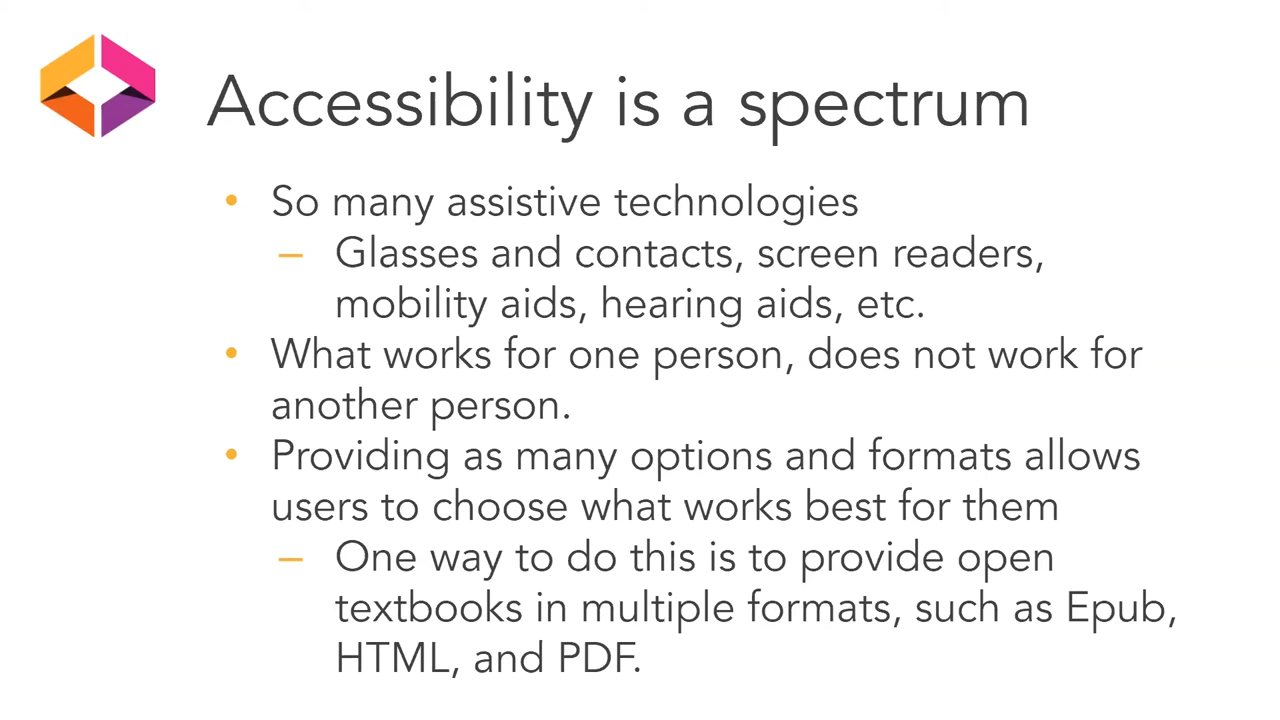 Accessibility is a spectrum
• So many assistive technologies
– Glasses and contacts, screen readers,
mobility aids, hearing aids, etc.
• What works for one person, does not work for
another person.
• Providing as many options and formats allows
users to choose what works best for them
– One way to do this is to provide open
textbooks in multiple formats, such as Epub,
HTML, and PDF.